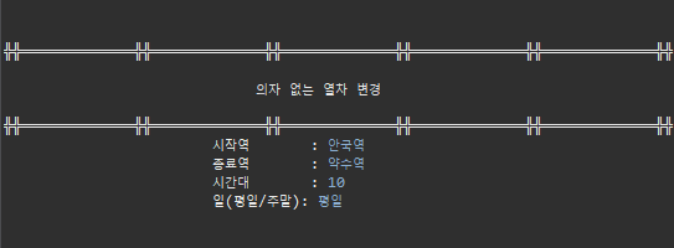 의자 없는 열차 변경
시작역 : 안국역
종료역 : 약수역
시간대 : 10
일(평일/주말): 평일